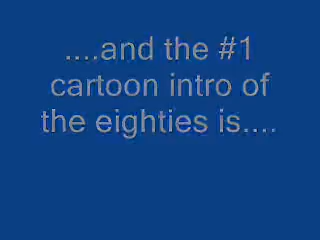 ....and the #1
cartoon intro of
the eighties is....